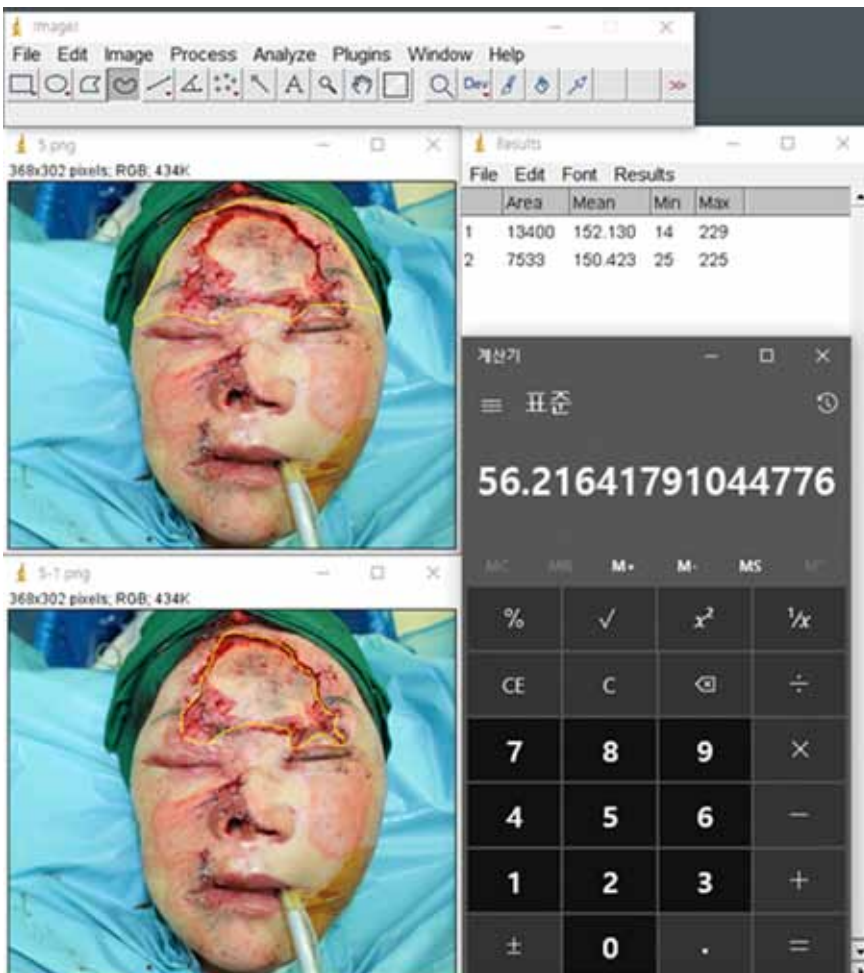 ImageJ
File Edit Image Process Analyze Plugins Window Help
A Dev >>
5.png
368x302 pixels; RGB; 434K
Results
File Edit Font Results
Area Mean Min Max
1 13400 152.130 14 229
2 7533 150.423 25 225
계산기
표준
56.21641791044776
MC MR M+ M- MS M˅
% √ x² ¹/x
CE C ÷
7 8 9 ×
4 5 6 −
1 2 3 +
± 0 . =
5-1.png
368x302 pixels; RGB; 434K